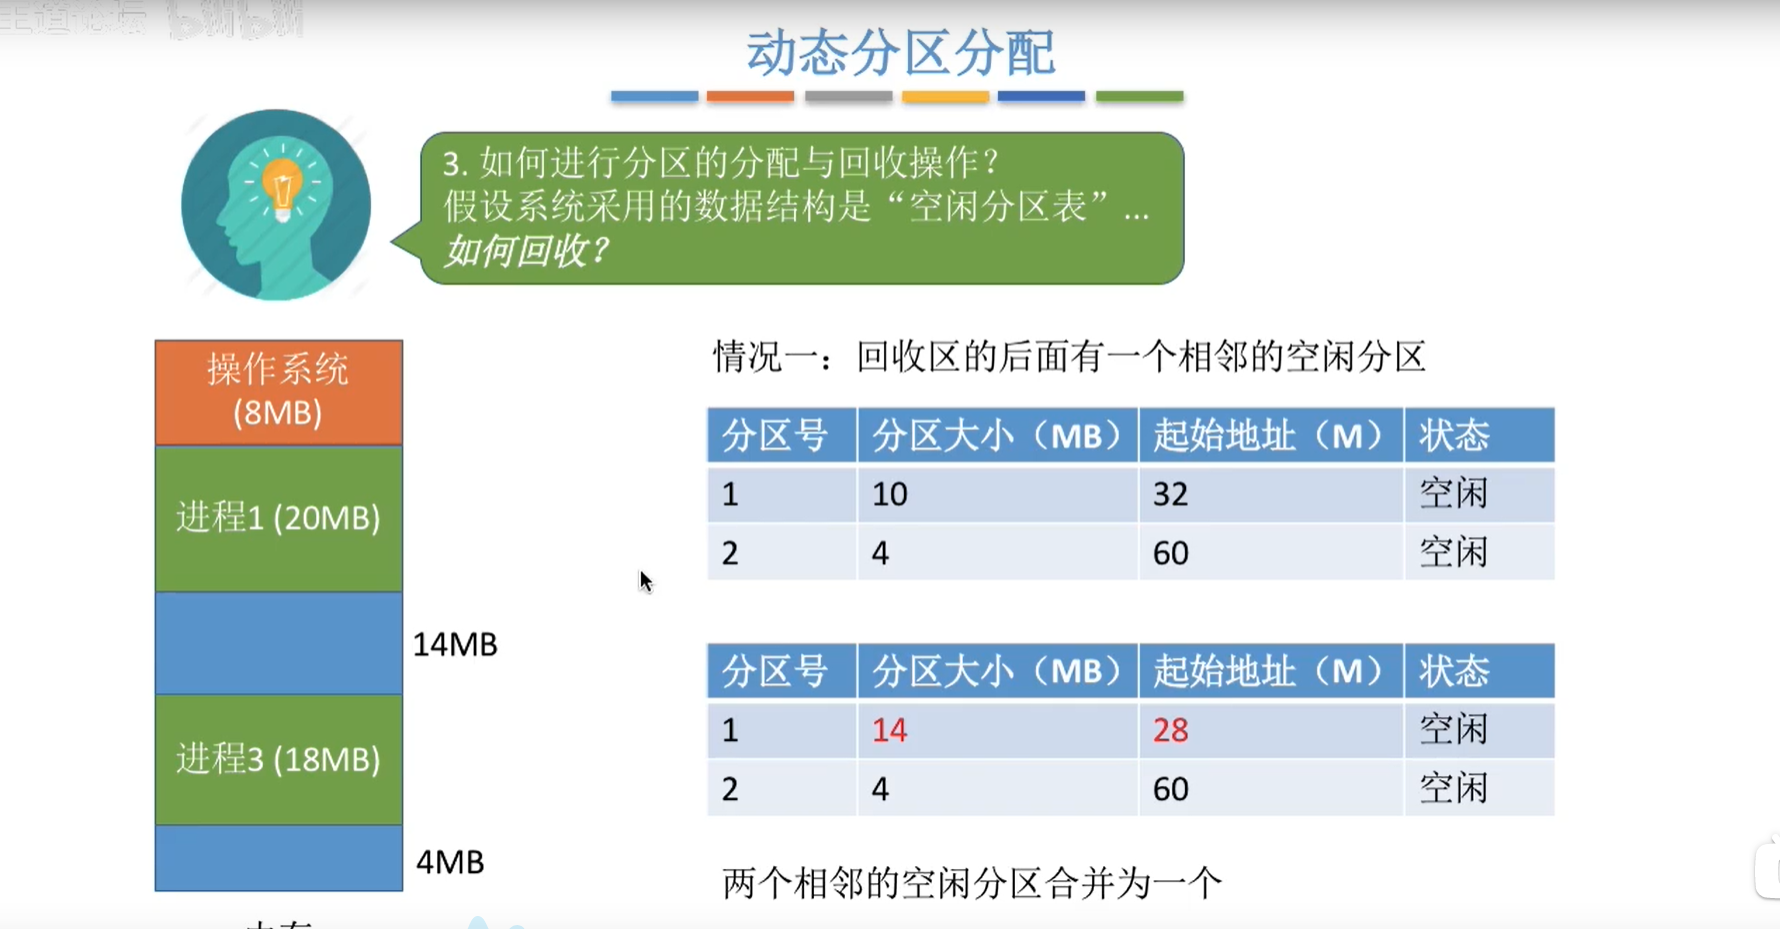 王道论坛 bilibili
动态分区分配
3. 如何进行分区的分配与回收操作？
假设系统采用的数据结构是“空闲分区表”...
如何回收？
操作系统
(8MB)
进程1 (20MB)
14MB
进程3 (18MB)
4MB
情况一：回收区的后面有一个相邻的空闲分区
分区号 分区大小（MB） 起始地址（M） 状态
1 10 32 空闲
2 4 60 空闲
分区号 分区大小（MB） 起始地址（M） 状态
1 14 28 空闲
2 4 60 空闲
两个相邻的空闲分区合并为一个